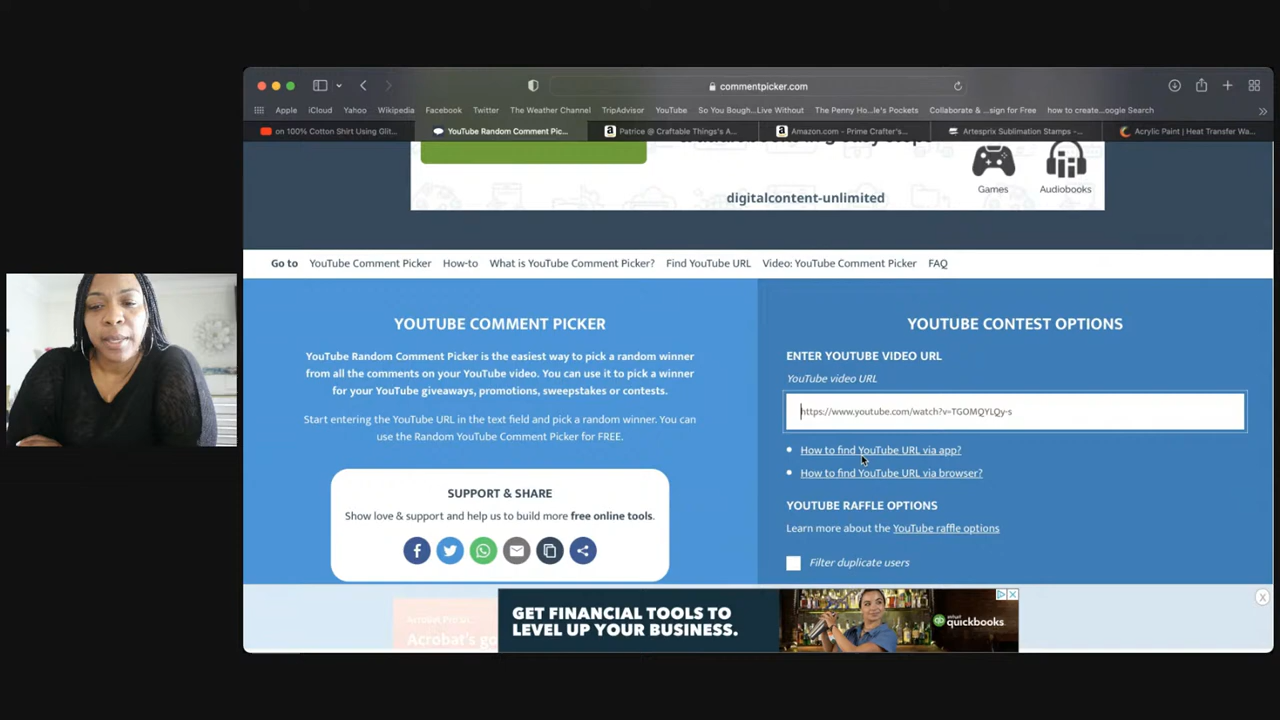 commentpicker.com
Apple iCloud Yahoo Wikipedia Facebook Twitter The Weather Channel TripAdvisor YouTube So You Bough...Live Without The Penny Ho...le's Pockets Collaborate &...sign for Free how to create...oogle Search
on 100% Cotton Shirt Using Glit... YouTube Random Comment Pic... Patrice @ Craftable Things's A... Amazon.com - Prime Crafter's... Artesprix Sublimation Stamps -... Acrylic Paint | Heat Transfer Wa...
Games Audiobooks
digitalcontent-unlimited
Go to YouTube Comment Picker How-to What is YouTube Comment Picker? Find YouTube URL Video: YouTube Comment Picker FAQ
YOUTUBE COMMENT PICKER
YouTube Random Comment Picker is the easiest way to pick a random winner
from all the comments on your YouTube video. You can use it to pick a winner
for your YouTube giveaways, promotions, sweepstakes or contests.
Start entering the YouTube URL in the text field and pick a random winner. You can
use the Random YouTube Comment Picker for FREE.
SUPPORT & SHARE
Show love & support and help us to build more free online tools.
YOUTUBE CONTEST OPTIONS
ENTER YOUTUBE VIDEO URL
YouTube video URL
https://www.youtube.com/watch?v=TGOMQYLQy-s
How to find YouTube URL via app?
How to find YouTube URL via browser?
YOUTUBE RAFFLE OPTIONS
Learn more about the YouTube raffle options
Filter duplicate users
Acrobat's go
GET FINANCIAL TOOLS TO
LEVEL UP YOUR BUSINESS.
quickbooks
X